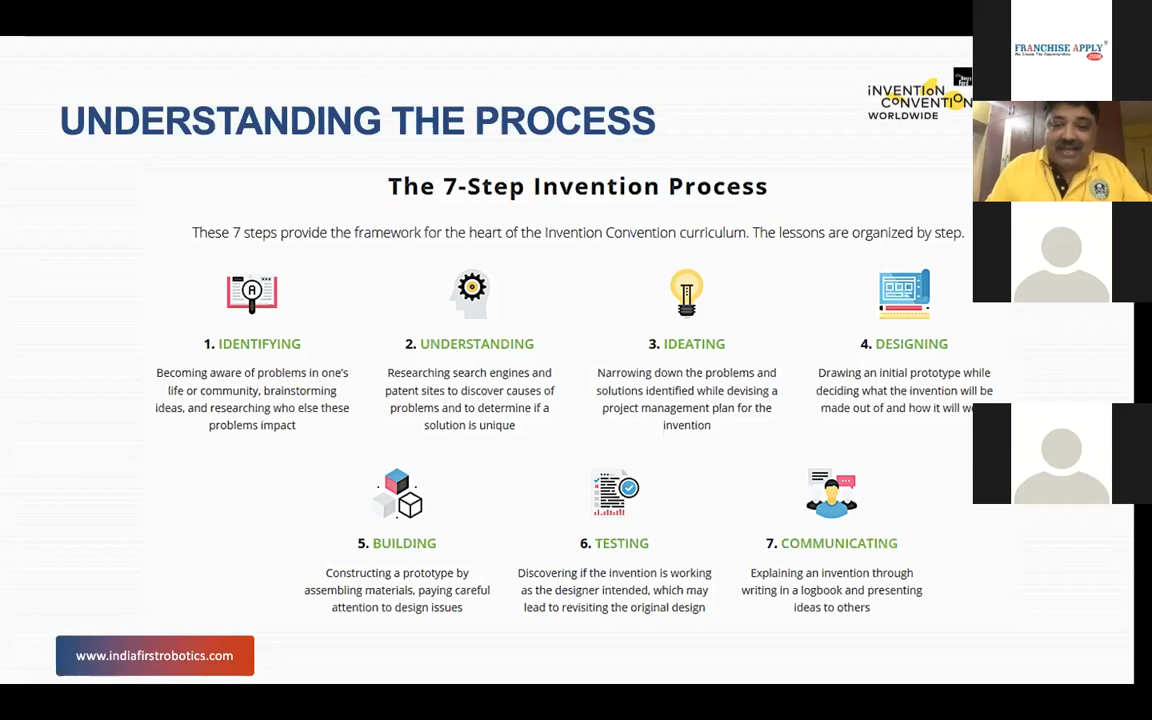 UNDERSTANDING THE PROCESS
iNVENTioN
CoNVENTIoN
WORLDWIDE
FRANCHISE APPLY
We Create The Opportunities
.com
The 7-Step Invention Process
These 7 steps provide the framework for the heart of the Invention Convention curriculum. The lessons are organized by step.
A
1. IDENTIFYING
Becoming aware of problems in one's
life or community, brainstorming
ideas, and researching who else these
problems impact
2. UNDERSTANDING
Researching search engines and
patent sites to discover causes of
problems and to determine if a
solution is unique
3. IDEATING
Narrowing down the problems and
solutions identified while devising a
project management plan for the
invention
4. DESIGNING
Drawing an initial prototype while
deciding what the invention will be
made out of and how it will
5. BUILDING
Constructing a prototype by
assembling materials, paying careful
attention to design issues
6. TESTING
Discovering if the invention is working
as the designer intended, which may
lead to revisiting the original design
7. COMMUNICATING
Explaining an invention through
writing in a logbook and presenting
ideas to others
www.indiafirstrobotics.com